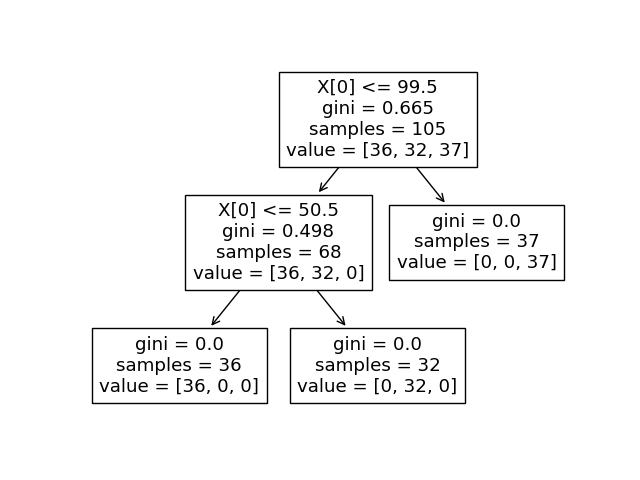 X[0] <= 99.5
gini = 0.665
samples = 105
value = [36, 32, 37]
X[0] <= 50.5
gini = 0.498
samples = 68
value = [36, 32, 0]
gini = 0.0
samples = 37
value = [0, 0, 37]
gini = 0.0
samples = 36
value = [36, 0, 0]
gini = 0.0
samples = 32
value = [0, 32, 0]